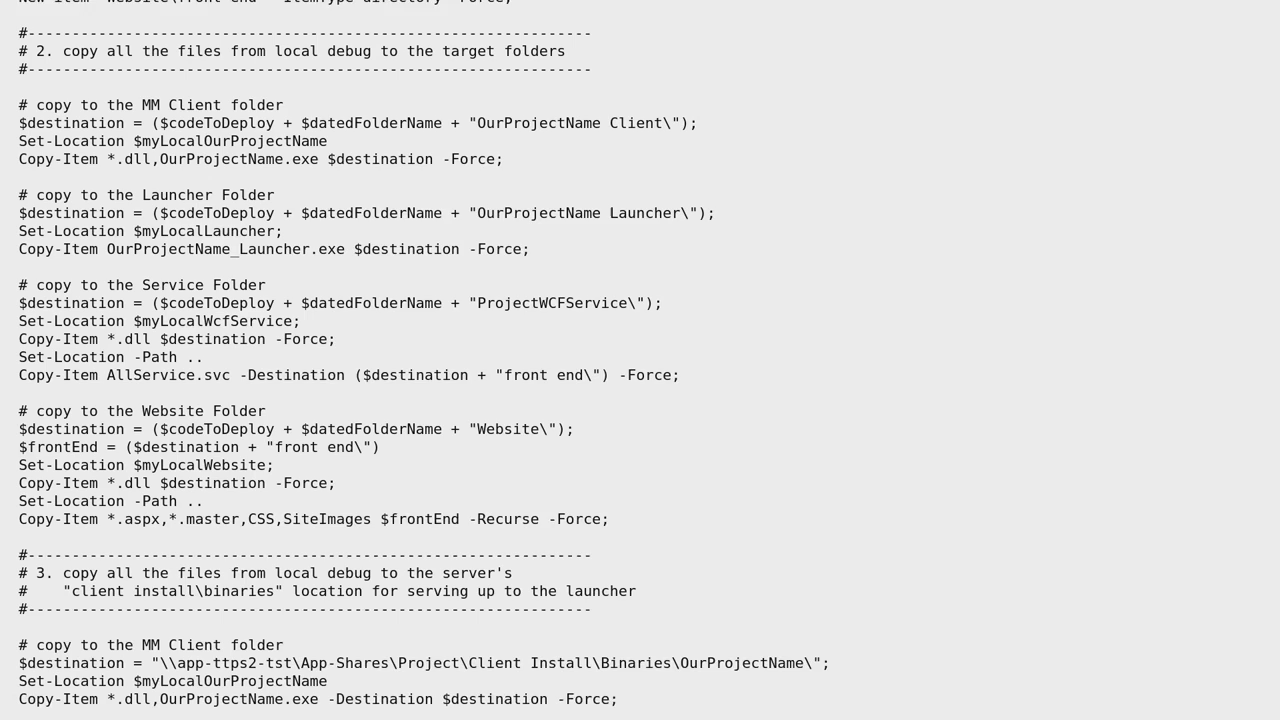 New-Item "Website\front end" -ItemType directory -Force;
#----------------------------------------------------------------
# 2. copy all the files from local debug to the target folders
#----------------------------------------------------------------
# copy to the MM Client folder
$destination = ($codeToDeploy + $datedFolderName + "OurProjectName Client\");
Set-Location $myLocalOurProjectName
Copy-Item *.dll,OurProjectName.exe $destination -Force;
# copy to the Launcher Folder
$destination = ($codeToDeploy + $datedFolderName + "OurProjectName Launcher\");
Set-Location $myLocalLauncher;
Copy-Item OurProjectName_Launcher.exe $destination -Force;
# copy to the Service Folder
$destination = ($codeToDeploy + $datedFolderName + "ProjectWCFService\");
Set-Location $myLocalWcfService;
Copy-Item *.dll $destination -Force;
Set-Location -Path ..
Copy-Item AllService.svc -Destination ($destination + "front end\") -Force;
# copy to the Website Folder
$destination = ($codeToDeploy + $datedFolderName + "Website\");
$frontEnd = ($destination + "front end\")
Set-Location $myLocalWebsite;
Copy-Item *.dll $destination -Force;
Set-Location -Path ..
Copy-Item *.aspx,*.master,CSS,SiteImages $frontEnd -Recurse -Force;
#----------------------------------------------------------------
# 3. copy all the files from local debug to the server's
#    "client install\binaries" location for serving up to the launcher
#----------------------------------------------------------------
# copy to the MM Client folder
$destination = "\\app-ttps2-tst\App-Shares\Project\Client Install\Binaries\OurProjectName\";
Set-Location $myLocalOurProjectName
Copy-Item *.dll,OurProjectName.exe -Destination $destination -Force;